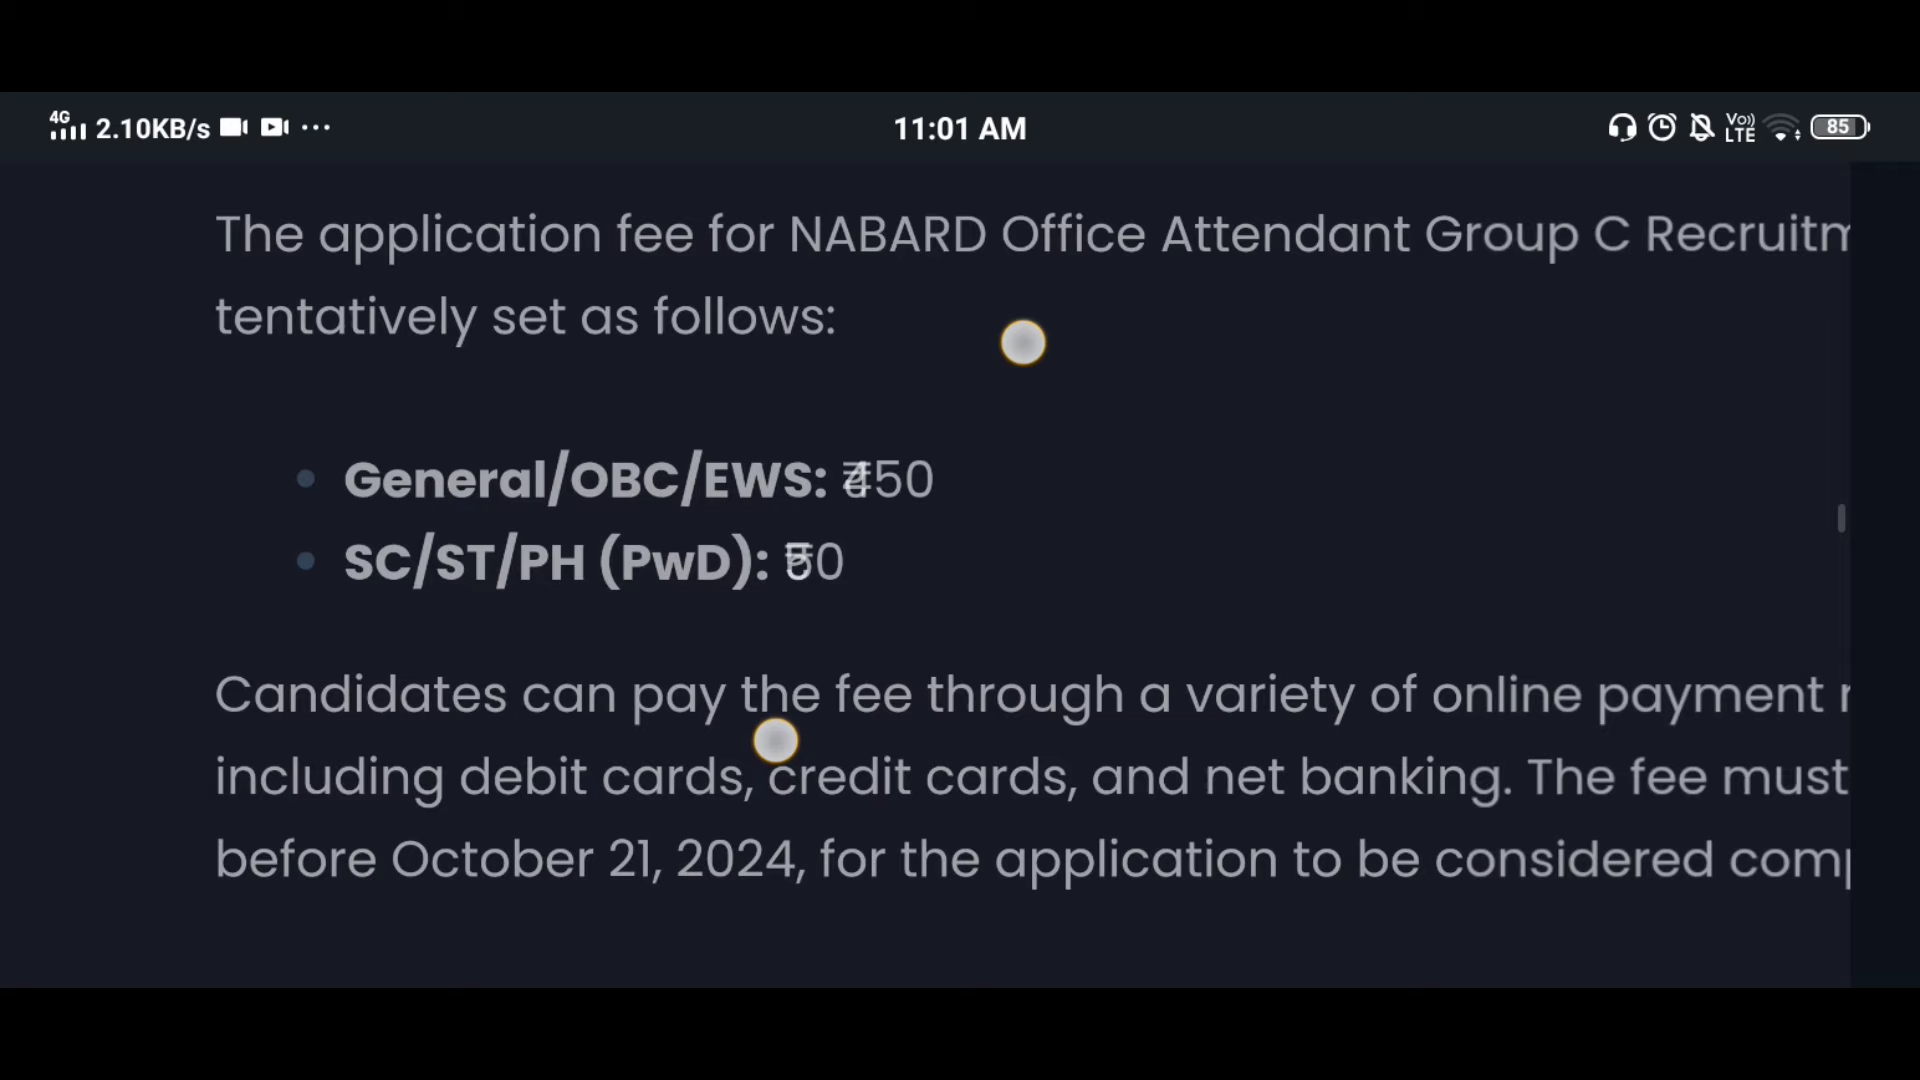 4G 2.10KB/s ... 11:01 AM Vo)) LTE 85
The application fee for NABARD Office Attendant Group C Recruitm
tentatively set as follows:
General/OBC/EWS: ₹450
SC/ST/PH (PwD): ₹50
Candidates can pay the fee through a variety of online payment
including debit cards, credit cards, and net banking. The fee must
before October 21, 2024, for the application to be considered comp